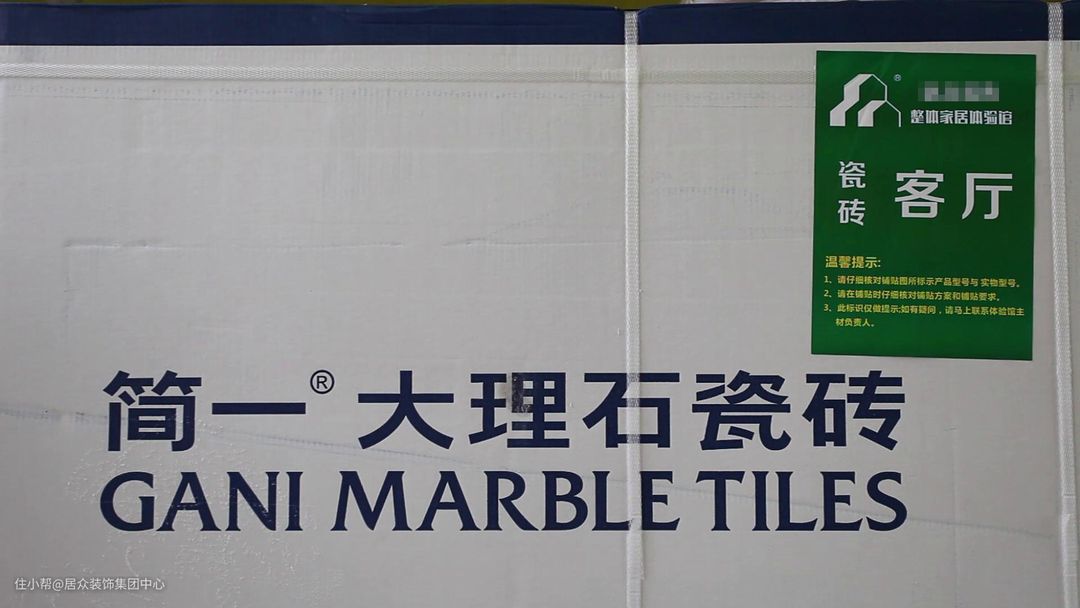 ®
整体家居体验馆
瓷砖
客厅
温馨提示:
1、请仔细核对铺贴图所标示产品型号与实物型号。
2、请在铺贴时仔细核对铺贴方案和铺贴要求。
3、此标识仅做提示;如有疑问，请马上联系体验馆主
材负责人。
简一® 大理石瓷砖
GANI MARBLE TILES
住小帮@居众装饰集团中心